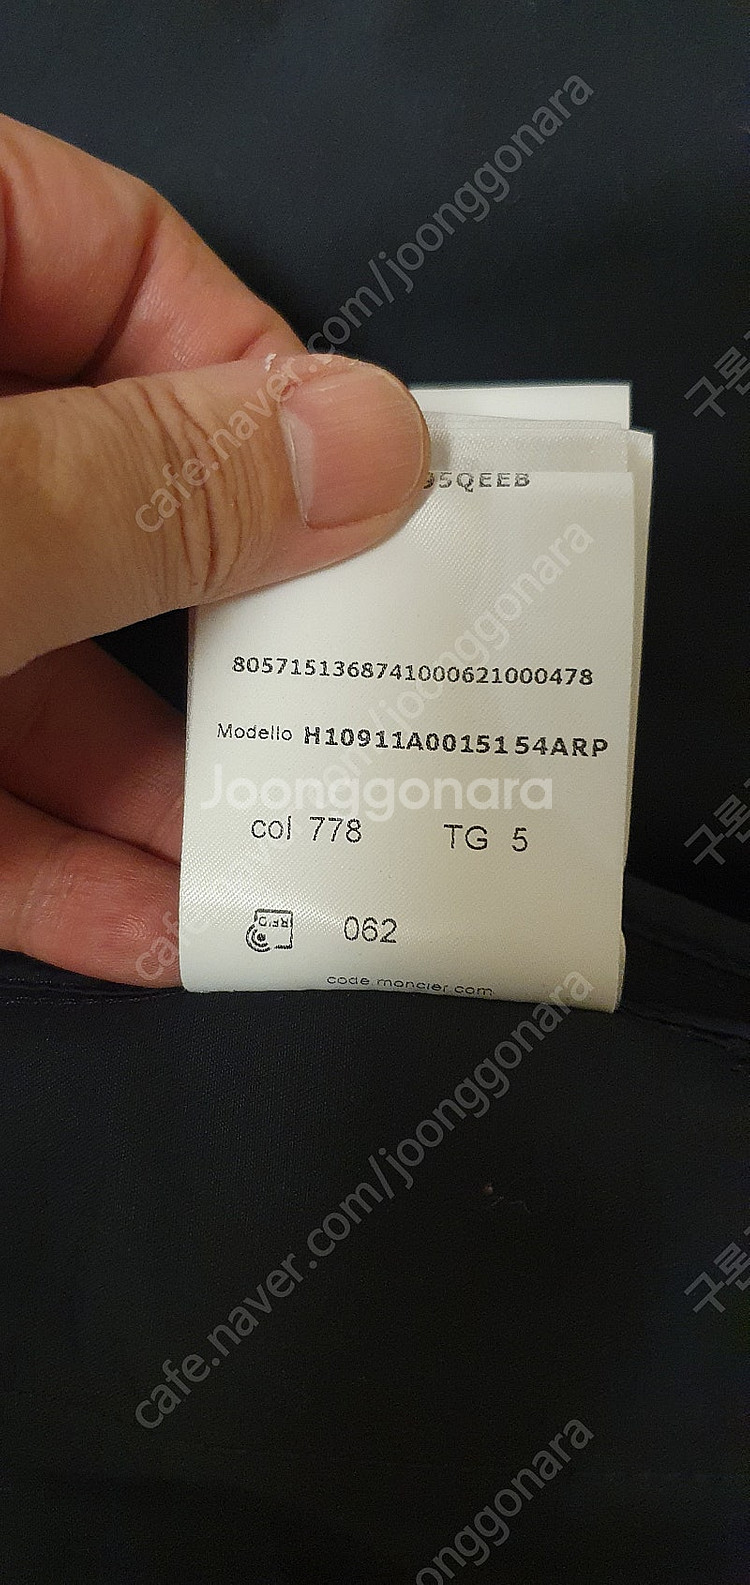 cafe.naver.com/joonggonara
95QEEB
8057151368741000621000478
Modello H10911A0015154ARP
Joonggonara
col 778 TG 5
RFID 062
code.moncler.com
cafe.naver.com/joonggonara
cafe.naver.com/joonggonara